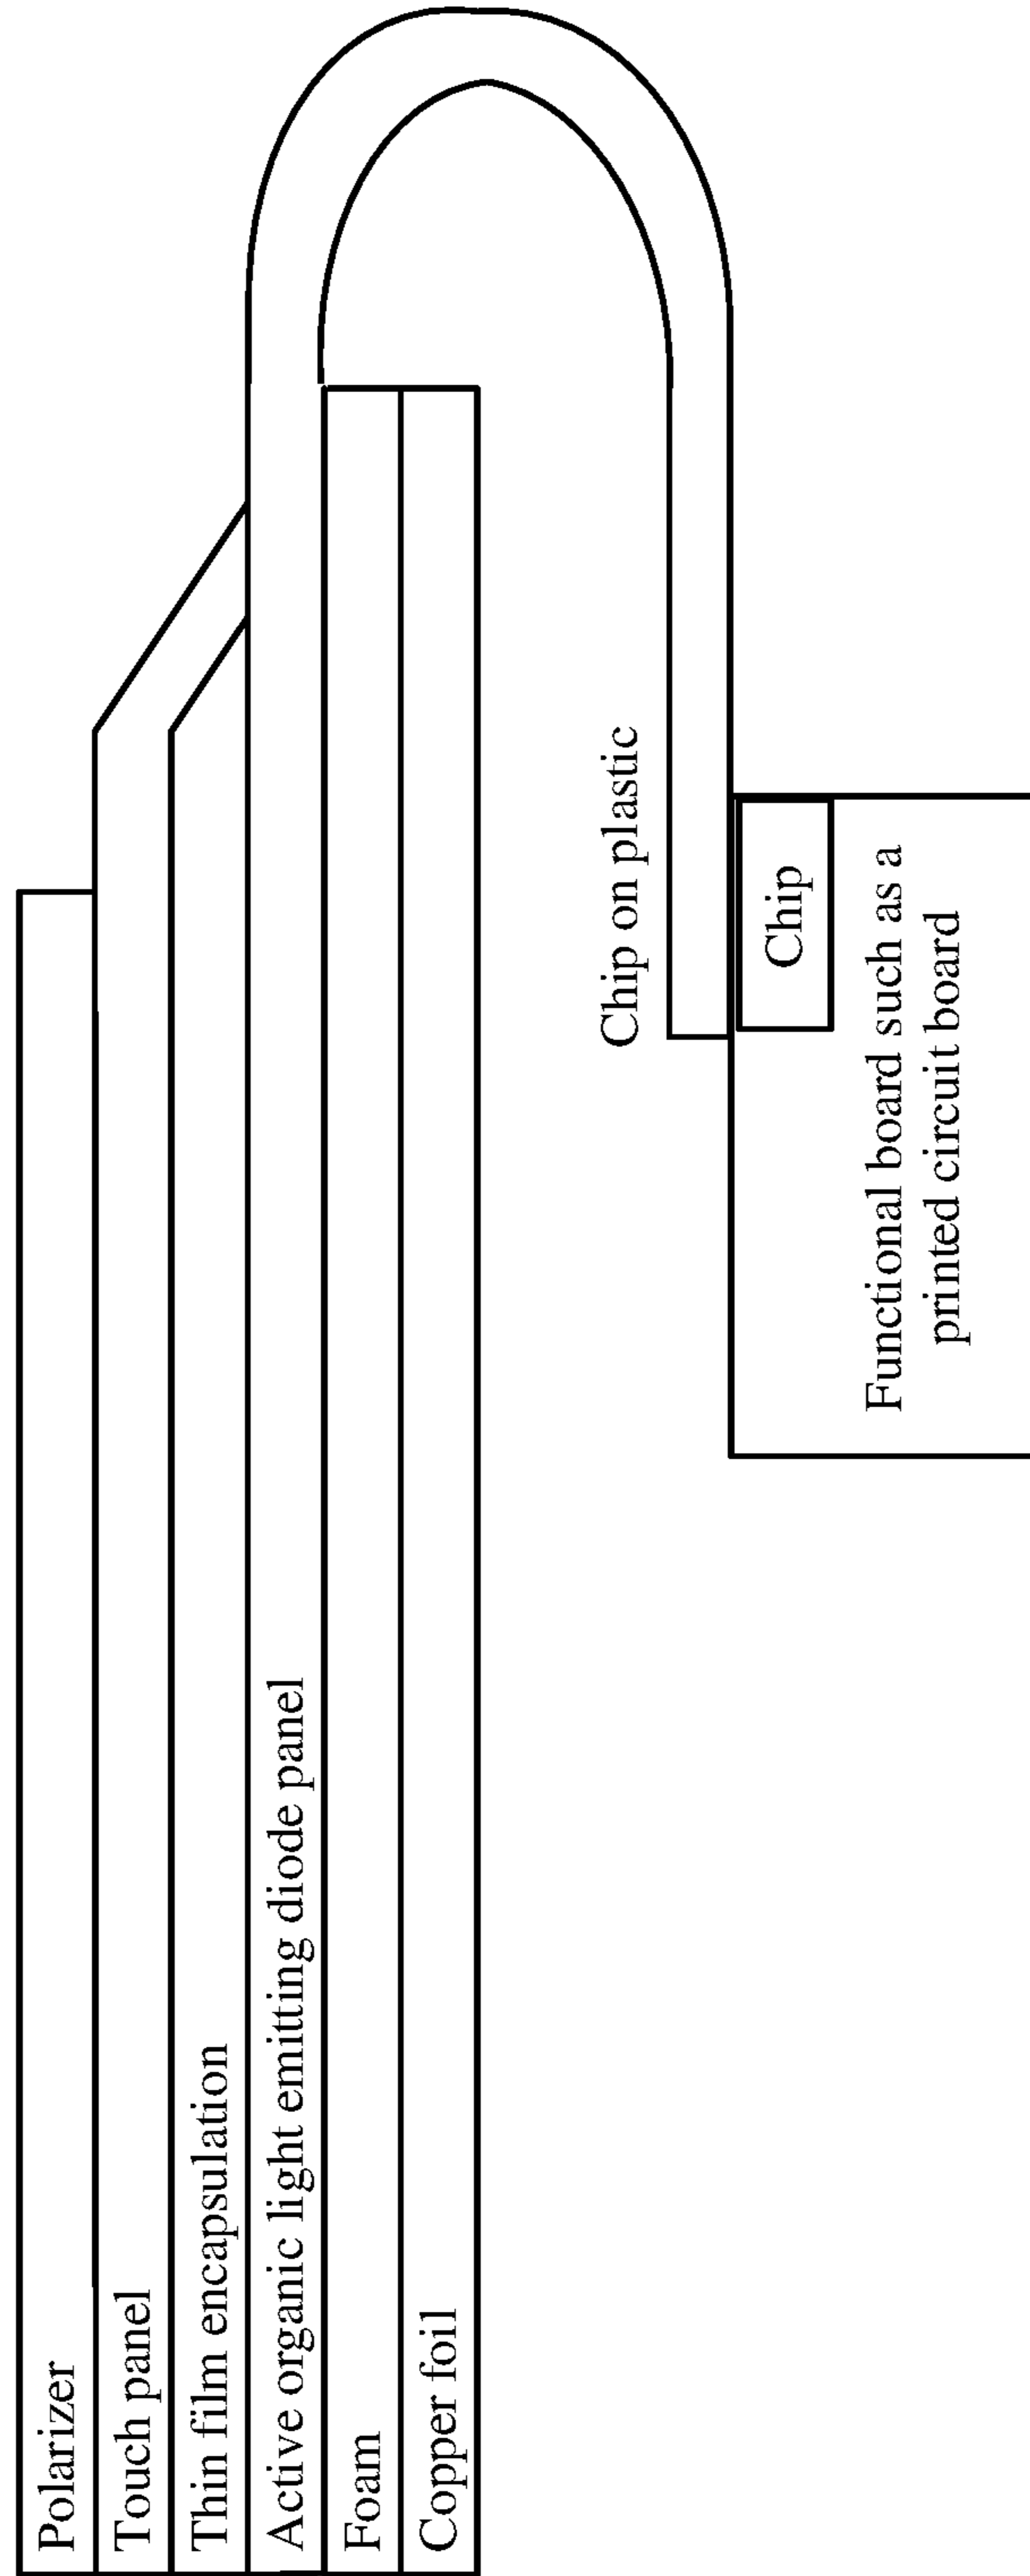 Polarizer
Touch panel
Thin film encapsulation
Active organic light emitting diode panel
Foam
Copper foil
Chip on plastic
Chip
Functional board such as a
printed circuit board